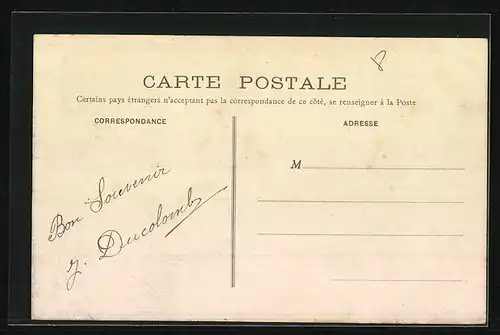 8
CARTE POSTALE
Certains pays étrangers n'acceptant pas la correspondance de ce côté, se renseigner à la Poste
CORRESPONDANCE
Bon Souvenir
J. Ducolomb
ADRESSE
M